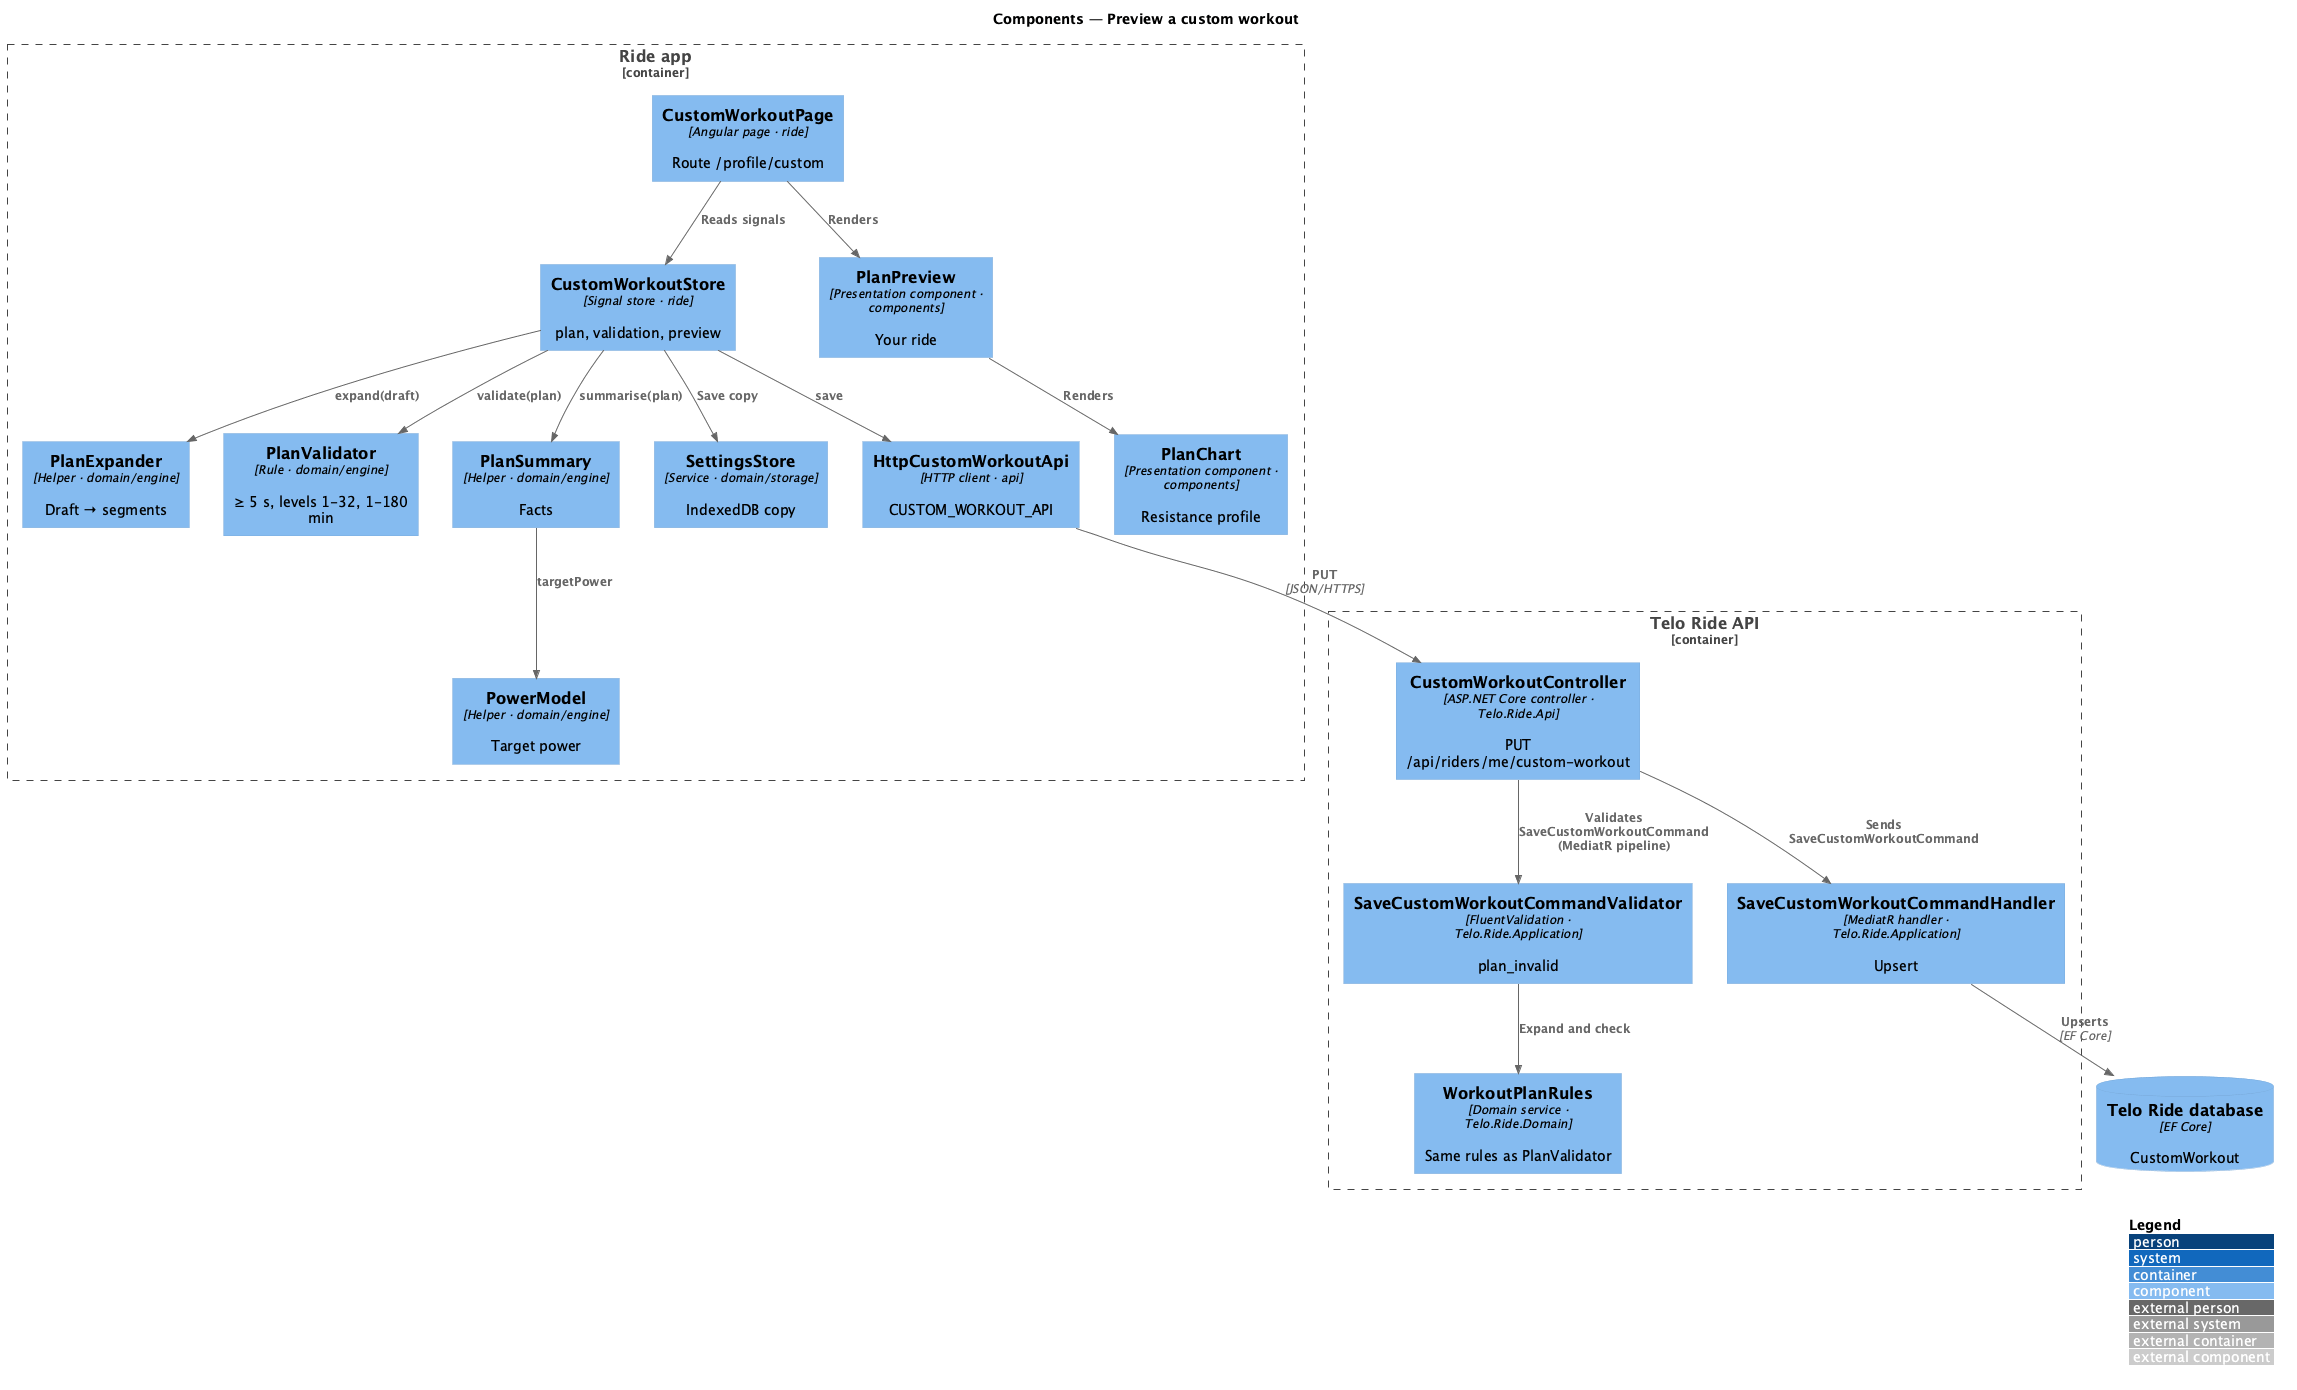 Components — Preview a custom workout
Ride app
[container]
CustomWorkoutPage
[Angular page · ride]
Route /profile/custom
Reads signals
Renders
CustomWorkoutStore
[Signal store · ride]
plan, validation, preview
PlanPreview
[Presentation component ·
components]
Your ride
expand(draft)
validate(plan)
summarise(plan)
Save copy
save
Renders
PlanExpander
[Helper · domain/engine]
Draft → segments
PlanValidator
[Rule · domain/engine]
≥ 5 s, levels 1–32, 1–180
min
PlanSummary
[Helper · domain/engine]
Facts
SettingsStore
[Service · domain/storage]
IndexedDB copy
HttpCustomWorkoutApi
[HTTP client · api]
CUSTOM_WORKOUT_API
PlanChart
[Presentation component ·
components]
Resistance profile
targetPower
PUT
[JSON/HTTPS]
PowerModel
[Helper · domain/engine]
Target power
Telo Ride API
[container]
CustomWorkoutController
[ASP.NET Core controller ·
Telo.Ride.Api]
PUT
/api/riders/me/custom-workout
Validates
SaveCustomWorkoutCommand
(MediatR pipeline)
Sends
SaveCustomWorkoutCommand
SaveCustomWorkoutCommandValidator
[FluentValidation ·
Telo.Ride.Application]
plan_invalid
SaveCustomWorkoutCommandHandler
[MediatR handler ·
Telo.Ride.Application]
Upsert
Expand and check
Upserts
[EF Core]
WorkoutPlanRules
[Domain service ·
Telo.Ride.Domain]
Same rules as PlanValidator
Telo Ride database
[EF Core]
CustomWorkout
Legend
person
system
container
component
external person
external system
external container
external component